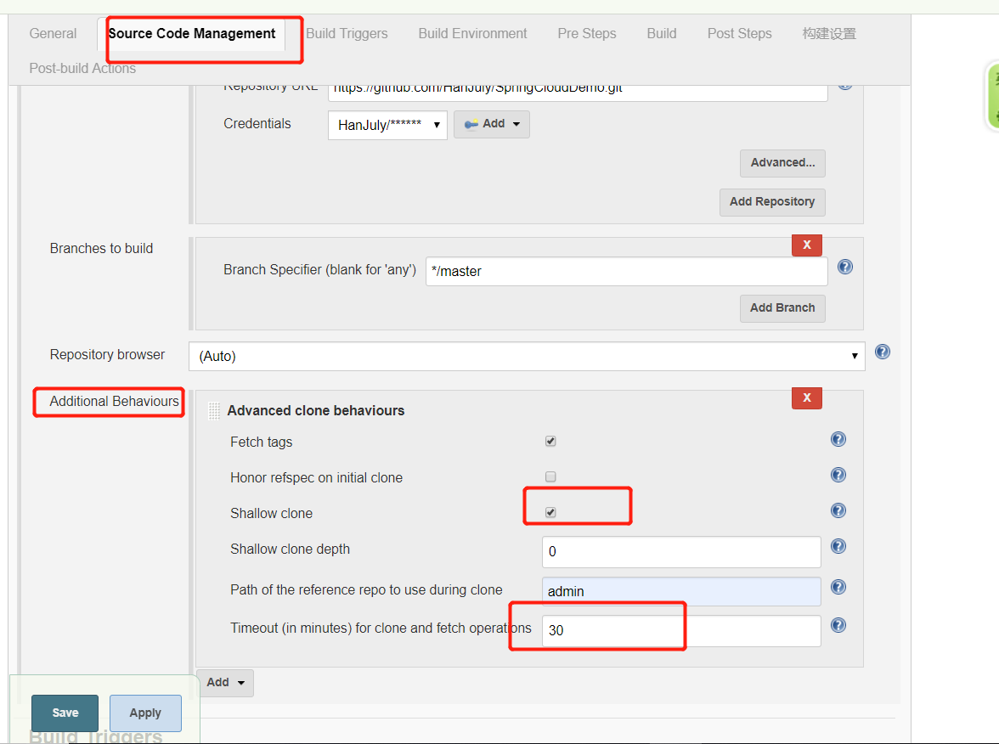 General Source Code Management Build Triggers Build Environment Pre Steps Build Post Steps 构建设置
Post-build Actions
Repository URL https://github.com/HanJuly/SpringCloudDemo.git
Credentials HanJuly/****** Add
Advanced...
Add Repository
Branches to build
X
Branch Specifier (blank for 'any') */master
Add Branch
Repository browser (Auto)
Additional Behaviours
X
Advanced clone behaviours
Fetch tags
Honor refspec on initial clone
Shallow clone
Shallow clone depth 0
Path of the reference repo to use during clone admin
Timeout (in minutes) for clone and fetch operations 30
Add
Save Apply
Build Triggers